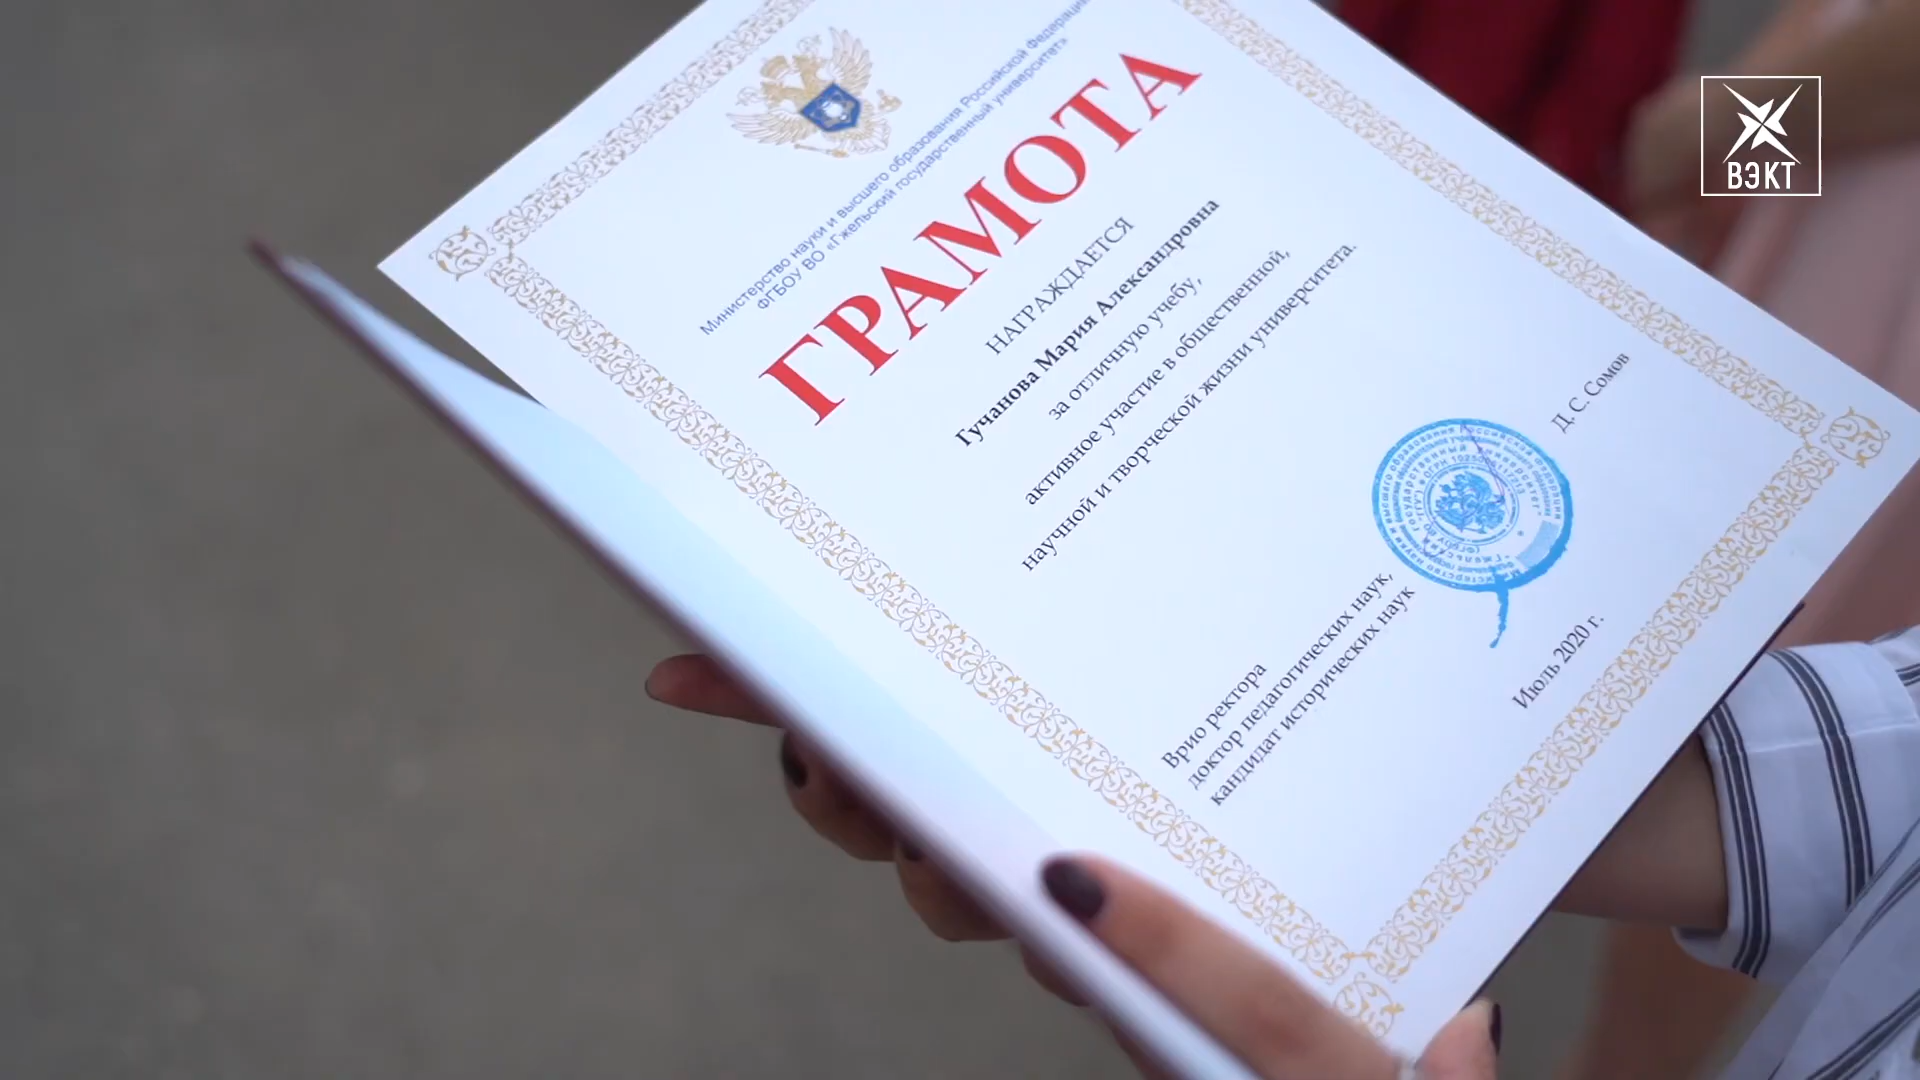 Министерство науки и высшего образования Российской Федерации
ФГБОУ ВО «Гжельский государственный университет»
ГРАМОТА
НАГРАЖДАЕТСЯ
Гучанова Мария Александровна
за отличную учебу,
активное участие в общественной,
научной и творческой жизни университета.
Врио ректора
доктор педагогических наук,
кандидат исторических наук
Д. С. Сомов
Июль 2020 г.
ВЭКТ